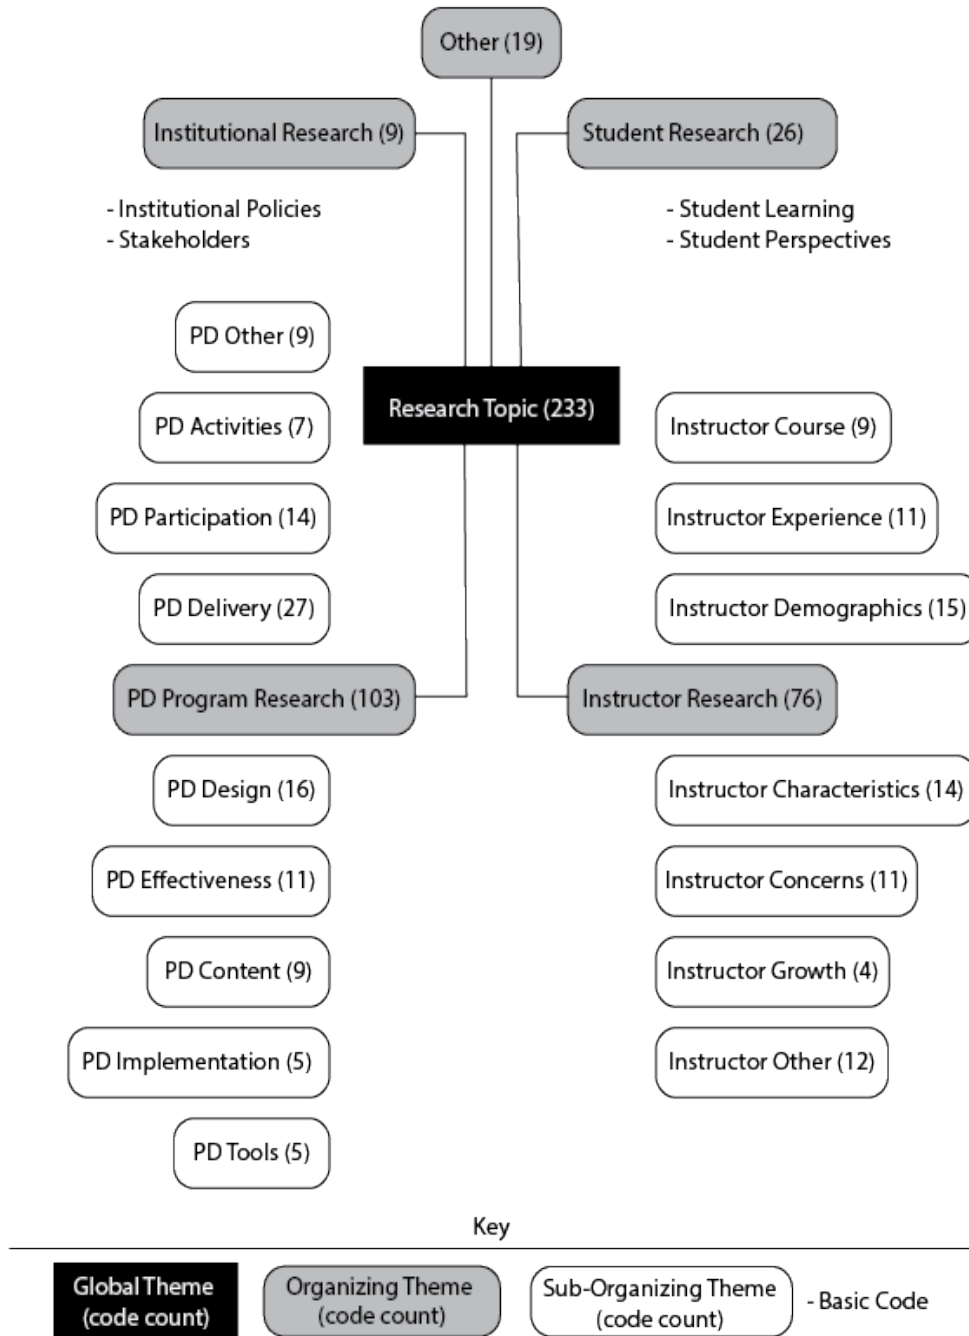 Other (19)
Institutional Research (9)
Student Research (26)
- Institutional Policies
- Stakeholders
- Student Learning
- Student Perspectives
PD Other (9)
Research Topic (233)
PD Activities (7)
Instructor Course (9)
PD Participation (14)
Instructor Experience (11)
PD Delivery (27)
Instructor Demographics (15)
PD Program Research (103)
Instructor Research (76)
PD Design (16)
Instructor Characteristics (14)
PD Effectiveness (11)
Instructor Concerns (11)
PD Content (9)
Instructor Growth (4)
PD Implementation (5)
Instructor Other (12)
PD Tools (5)
Key
Global Theme
(code count)
Organizing Theme
(code count)
Sub-Organizing Theme
(code count)
- Basic Code